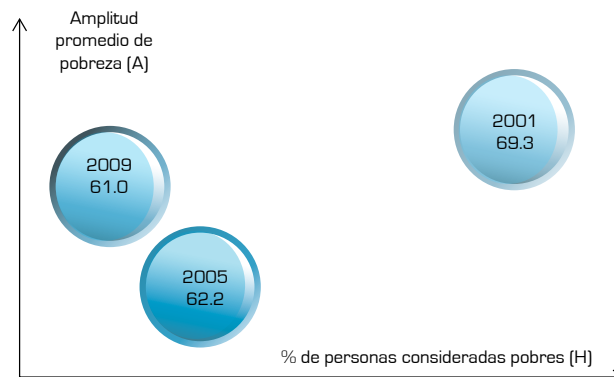 Amplitud
promedio de
pobreza (A)
2001
69.3
2009
61.0
2005
62.2
% de personas consideradas pobres (H)